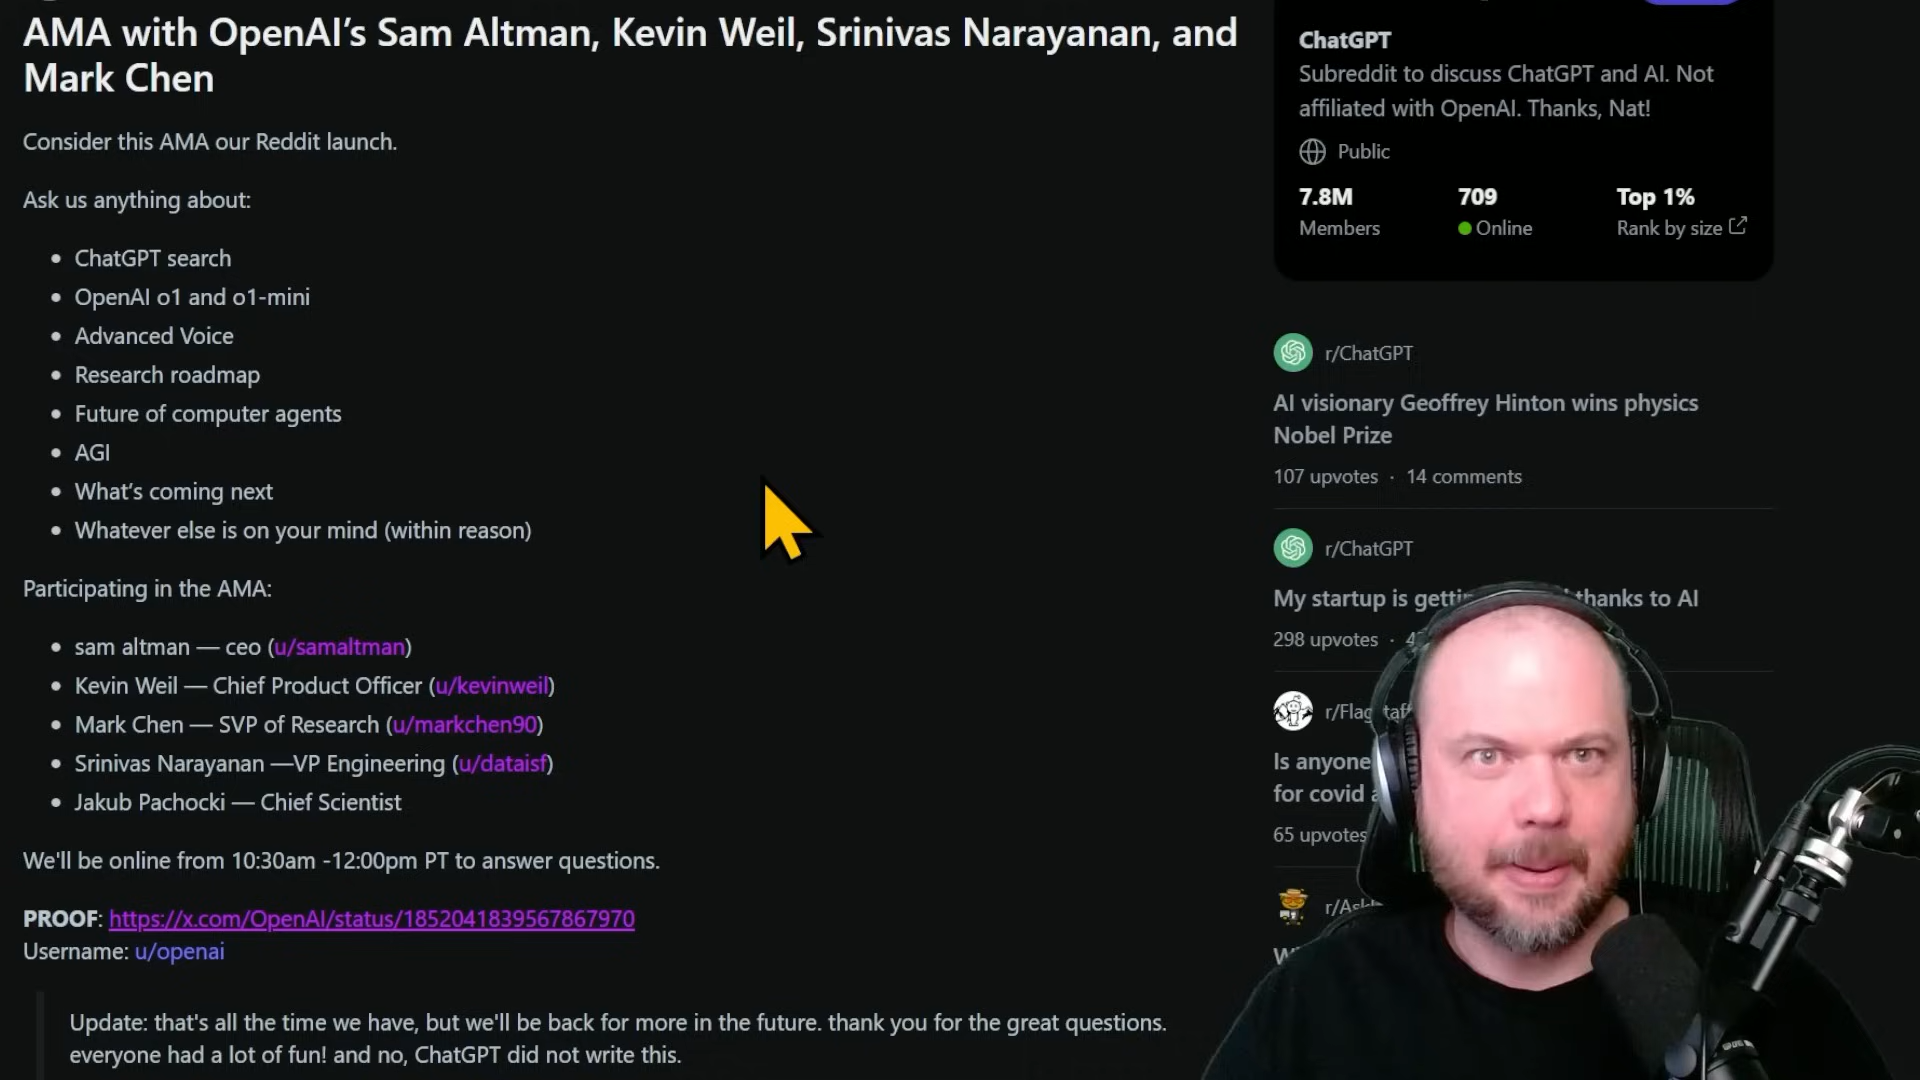 AMA with OpenAI’s Sam Altman, Kevin Weil, Srinivas Narayanan, and
Mark Chen
Consider this AMA our Reddit launch.
Ask us anything about:
• ChatGPT search
• OpenAI o1 and o1-mini
• Advanced Voice
• Research roadmap
• Future of computer agents
• AGI
• What’s coming next
• Whatever else is on your mind (within reason)
Participating in the AMA:
• sam altman — ceo (u/samaltman)
• Kevin Weil — Chief Product Officer (u/kevinweil)
• Mark Chen — SVP of Research (u/markchen90)
• Srinivas Narayanan —VP Engineering (u/dataisf)
• Jakub Pachocki — Chief Scientist
We'll be online from 10:30am -12:00pm PT to answer questions.
PROOF: https://x.com/OpenAI/status/1852041839567867970
Username: u/openai
Update: that's all the time we have, but we'll be back for more in the future. thank you for the great questions.
everyone had a lot of fun! and no, ChatGPT did not write this.
ChatGPT
Subreddit to discuss ChatGPT and AI. Not
affiliated with OpenAI. Thanks, Nat!
Public
7.8M 709 Top 1%
Members Online Rank by size
r/ChatGPT
AI visionary Geoffrey Hinton wins physics
Nobel Prize
107 upvotes · 14 comments
r/ChatGPT
My startup is thanks to AI
298 upvotes ·
Is anyone
for covid
65 upvotes